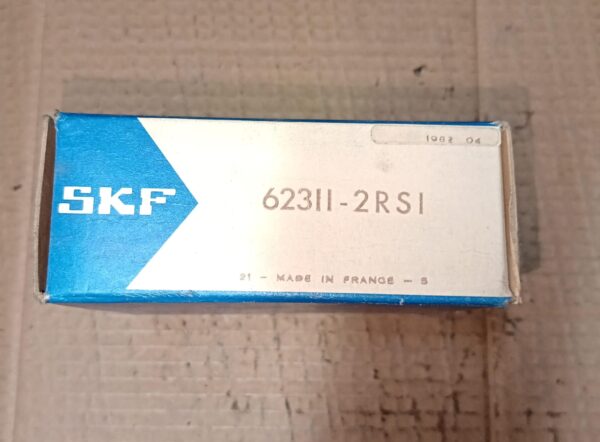 1982 04
SKF
62311-2RS1
21 - MADE IN FRANCE - S